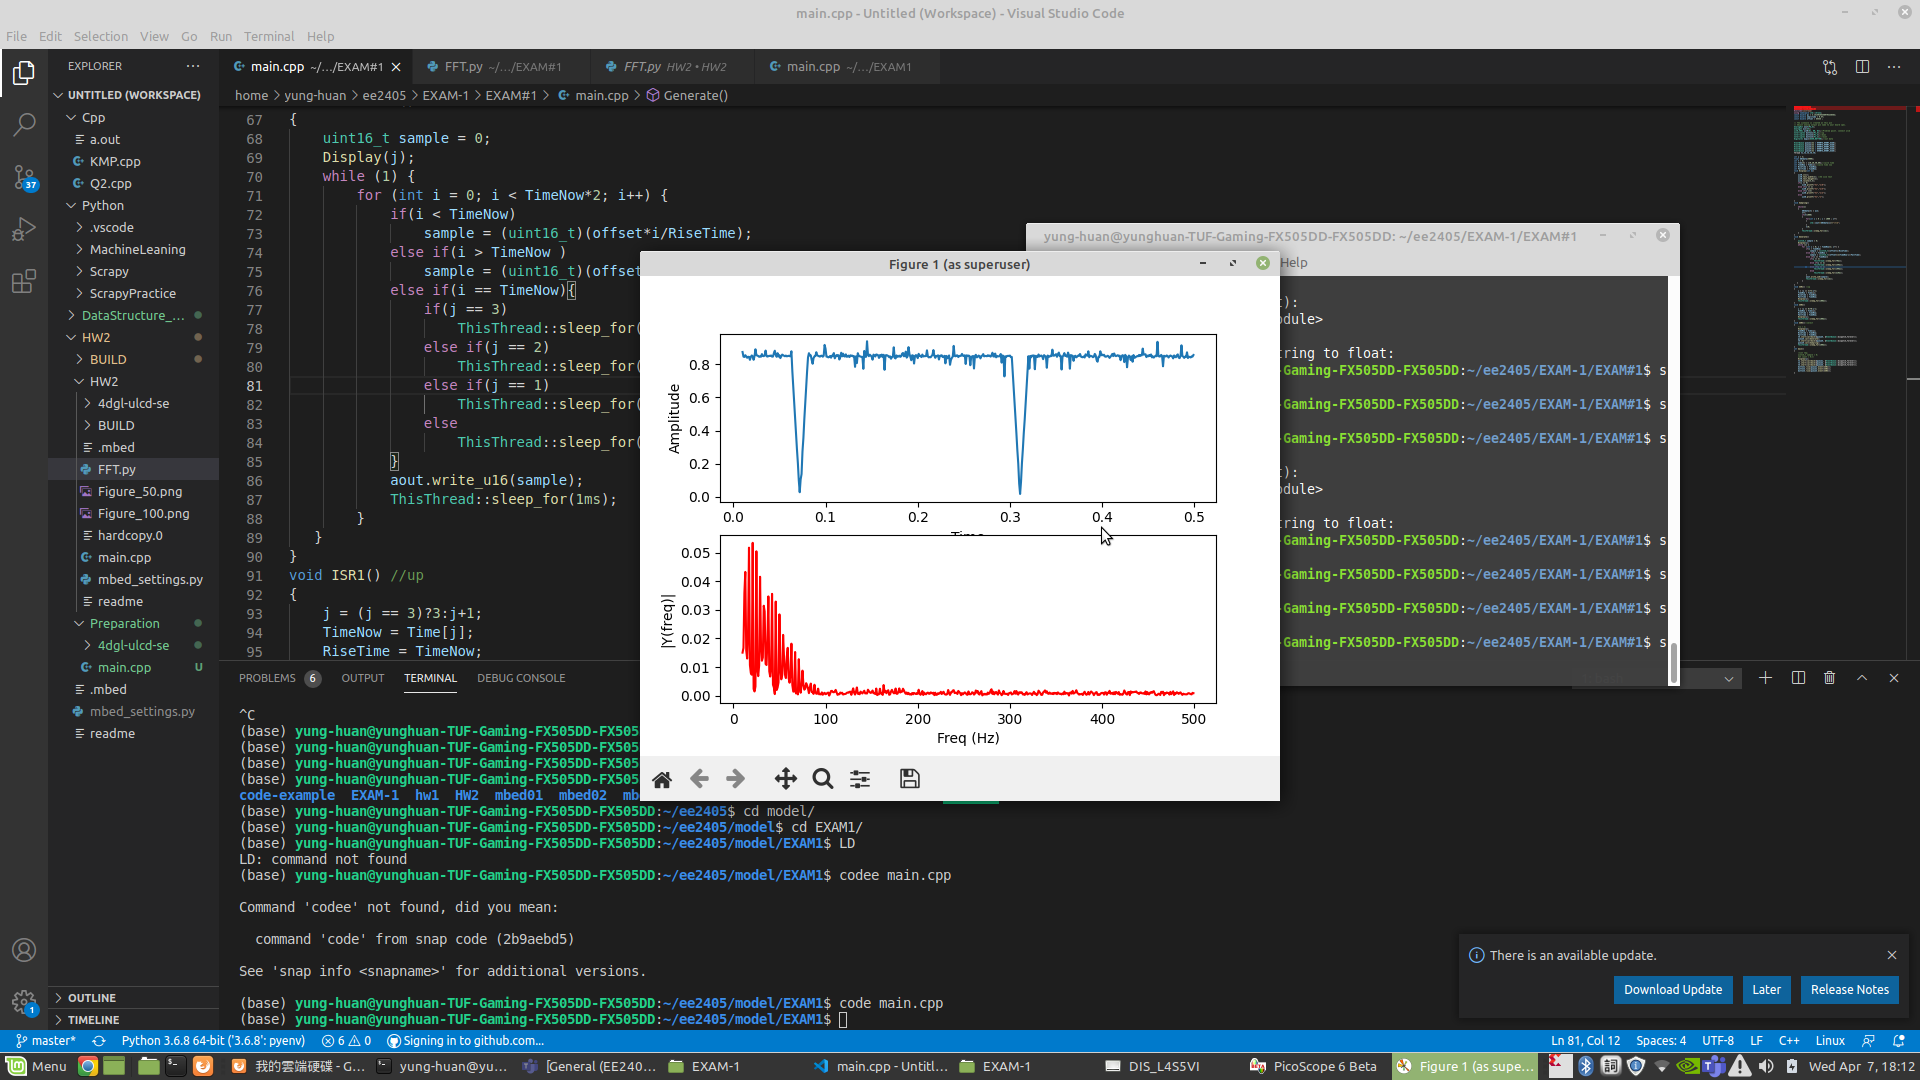 main.cpp - Untitled (Workspace) - Visual Studio Code
File Edit Selection View Go Run Terminal Help
EXPLORER
UNTITLED (WORKSPACE)
Cpp
a.out
KMP.cpp
Q2.cpp
Python
.vscode
MachineLeaning
Scrapy
ScrapyPractice
DataStructure_...
HW2
BUILD
HW2
4dgl-ulcd-se
BUILD
.mbed
FFT.py
Figure_50.png
Figure_100.png
hardcopy.0
main.cpp
mbed_settings.py
readme
Preparation
4dgl-ulcd-se
main.cpp U
.mbed
mbed_settings.py
readme
OUTLINE
TIMELINE
37
1
main.cpp ~/.../EXAM#1
FFT.py ~/.../EXAM#1
FFT.py HW2 • HW2
main.cpp ~/.../EXAM1
home > yung-huan > ee2405 > EXAM-1 > EXAM#1 > main.cpp > Generate()
67 {
68 uint16_t sample = 0;
69 Display(j);
70 while (1) {
71 for (int i = 0; i < TimeNow*2; i++) {
72 if(i < TimeNow)
73 sample = (uint16_t)(offset*i/RiseTime);
74 else if(i > TimeNow )
75 sample = (uint16_t)(offset
76 else if(i == TimeNow){
77 if(j == 3)
78 ThisThread::sleep_for(
79 else if(j == 2)
80 ThisThread::sleep_for(
81 else if(j == 1)
82 ThisThread::sleep_for(
83 else
84 ThisThread::sleep_for(
85 }
86 aout.write_u16(sample);
87 ThisThread::sleep_for(1ms);
88 }
89 }
90 }
91 void ISR1() //up
92 {
93 j = (j == 3)?3:j+1;
94 TimeNow = Time[j];
95 RiseTime = TimeNow;
yung-huan@yunghuan-TUF-Gaming-FX505DD-FX505DD: ~/ee2405/EXAM-1/EXAM#1
Help
):
dule>
ring to float:
-Gaming-FX505DD-FX505DD:~/ee2405/EXAM-1/EXAM#1$ s
-Gaming-FX505DD-FX505DD:~/ee2405/EXAM-1/EXAM#1$ s
-Gaming-FX505DD-FX505DD:~/ee2405/EXAM-1/EXAM#1$ s
):
dule>
ring to float:
-Gaming-FX505DD-FX505DD:~/ee2405/EXAM-1/EXAM#1$ s
-Gaming-FX505DD-FX505DD:~/ee2405/EXAM-1/EXAM#1$ s
-Gaming-FX505DD-FX505DD:~/ee2405/EXAM-1/EXAM#1$ s
-Gaming-FX505DD-FX505DD:~/ee2405/EXAM-1/EXAM#1$ s
Figure 1 (as superuser)
Amplitude
0.8
0.6
0.4
0.2
0.0
0.0 0.1 0.2 0.3 0.4 0.5
Time
|Y(freq)|
0.05
0.04
0.03
0.02
0.01
0.00
0 100 200 300 400 500
Freq (Hz)
PROBLEMS 6 OUTPUT TERMINAL DEBUG CONSOLE
^C
(base) yung-huan@yunghuan-TUF-Gaming-FX505DD-FX505
(base) yung-huan@yunghuan-TUF-Gaming-FX505DD-FX505
(base) yung-huan@yunghuan-TUF-Gaming-FX505DD-FX505
(base) yung-huan@yunghuan-TUF-Gaming-FX505DD-FX505
code-example EXAM-1 hw1 HW2 mbed01 mbed02 mb
(base) yung-huan@yunghuan-TUF-Gaming-FX505DD-FX505DD:~/ee2405$ cd model/
(base) yung-huan@yunghuan-TUF-Gaming-FX505DD-FX505DD:~/ee2405/model$ cd EXAM1/
(base) yung-huan@yunghuan-TUF-Gaming-FX505DD-FX505DD:~/ee2405/model/EXAM1$ LD
LD: command not found
(base) yung-huan@yunghuan-TUF-Gaming-FX505DD-FX505DD:~/ee2405/model/EXAM1$ codee main.cpp
Command 'codee' not found, did you mean:
command 'code' from snap code (2b9aebd5)
See 'snap info <snapname>' for additional versions.
(base) yung-huan@yunghuan-TUF-Gaming-FX505DD-FX505DD:~/ee2405/model/EXAM1$ code main.cpp
(base) yung-huan@yunghuan-TUF-Gaming-FX505DD-FX505DD:~/ee2405/model/EXAM1$
There is an available update.
Download Update Later Release Notes
master* Python 3.6.8 64-bit ('3.6.8': pyenv) 6 0 Signing in to github.com... Ln 81, Col 12 Spaces: 4 UTF-8 LF C++ Linux
Menu 我的雲端硬碟 - G... yung-huan@yu... [General (EE240... EXAM-1 main.cpp - Untitl... EXAM-1 DIS_L4S5VI PicoScope 6 Beta Figure 1 (as supe... 詞 Wed Apr 7, 18:12